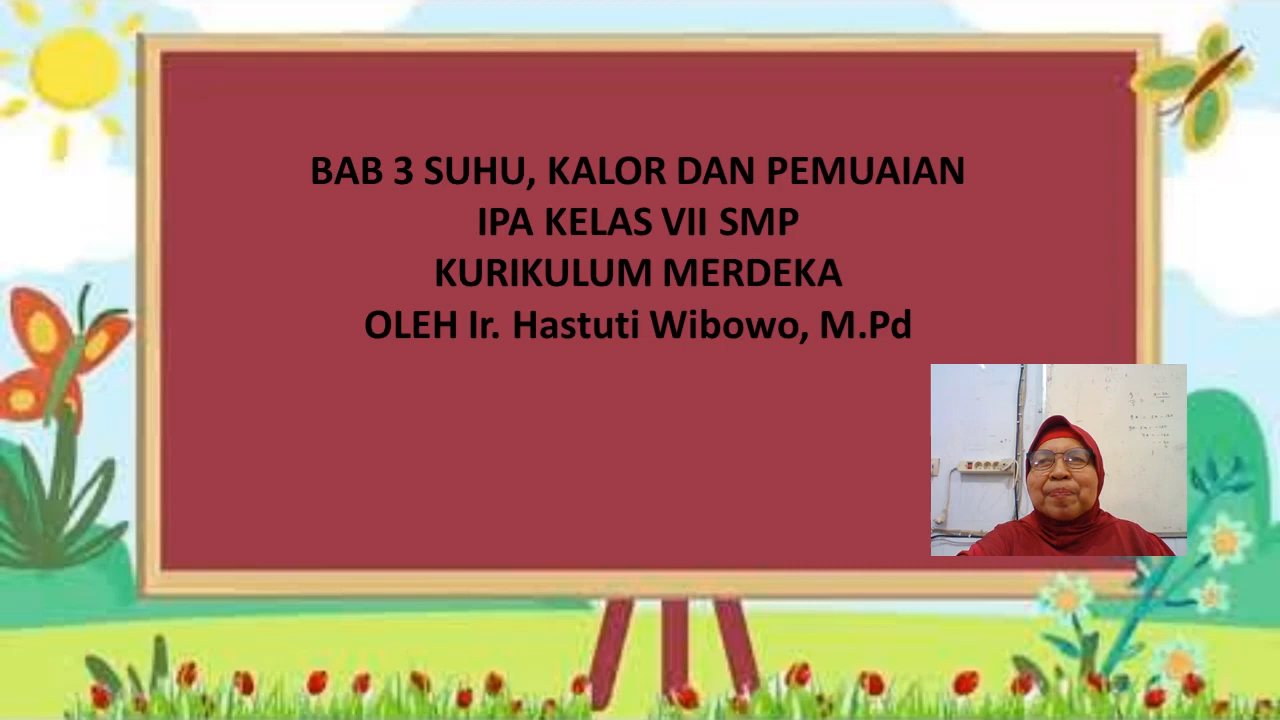 BAB 3 SUHU, KALOR DAN PEMUAIAN
IPA KELAS VII SMP
KURIKULUM MERDEKA
OLEH Ir. Hastuti Wibowo, M.Pd